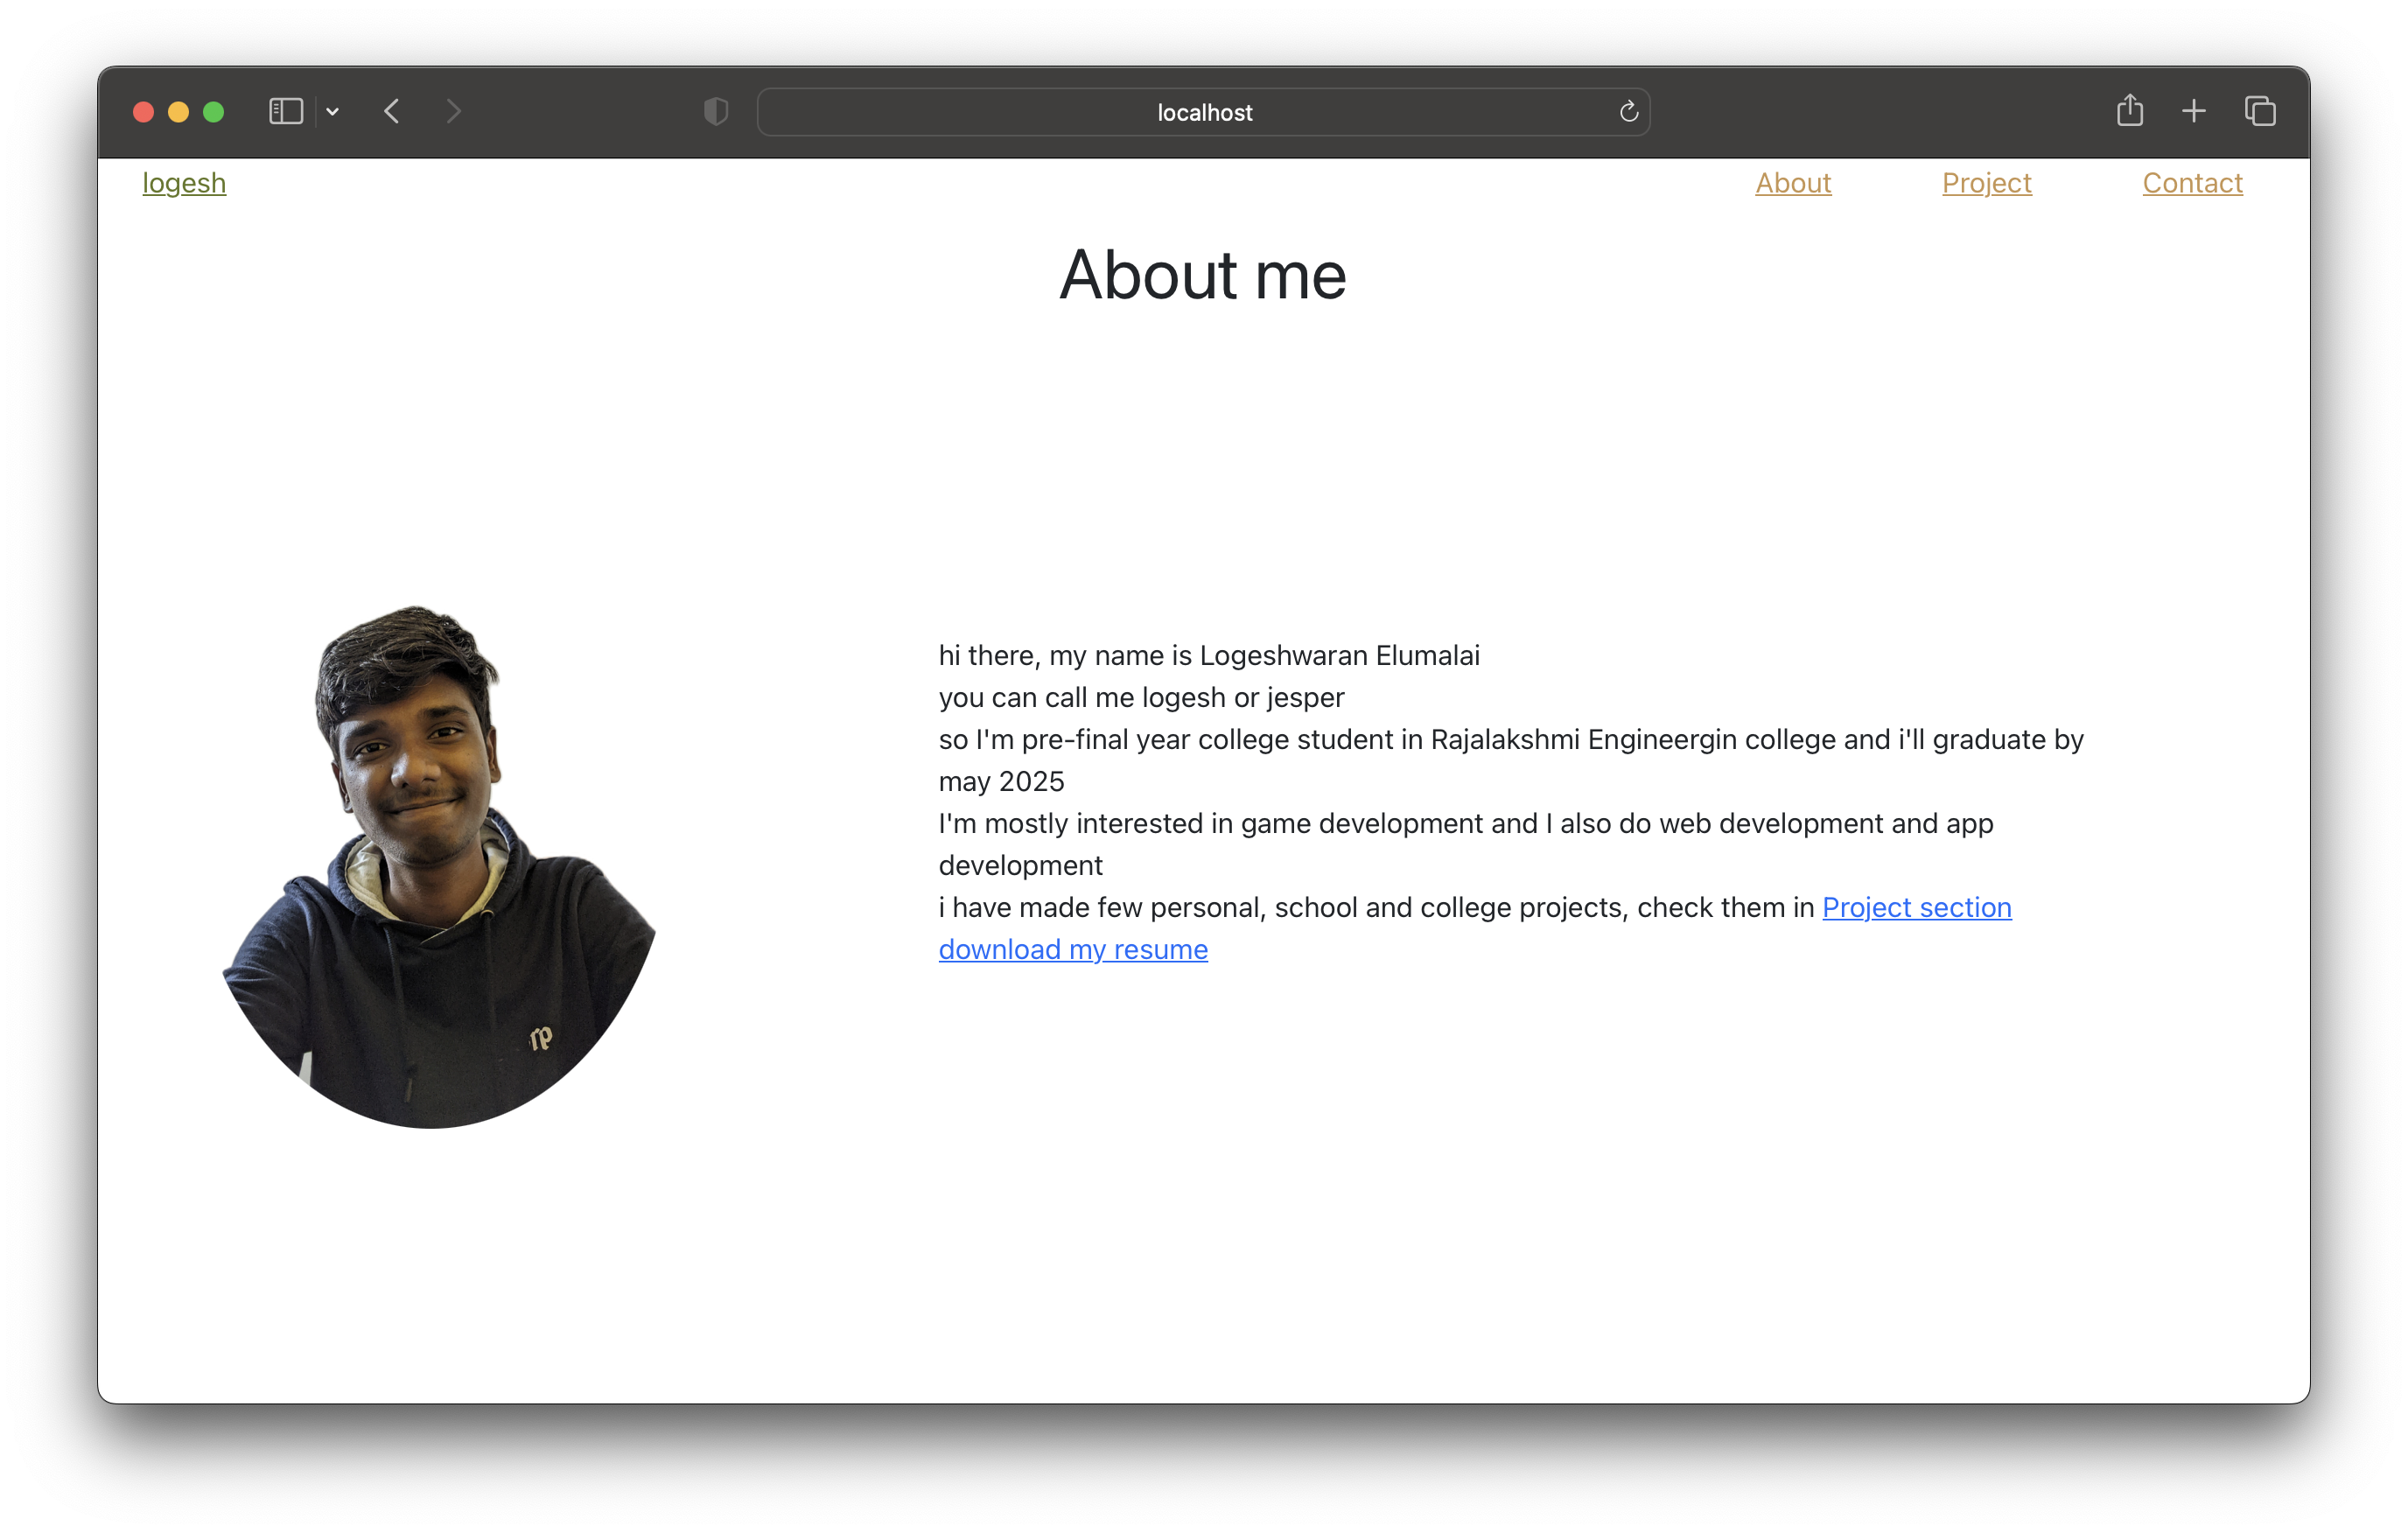 localhost
logesh
About
Project
Contact
About me
hi there, my name is Logeshwaran Elumalai
you can call me logesh or jesper
so I'm pre-final year college student in Rajalakshmi Engineergin college and i'll graduate by
may 2025
I'm mostly interested in game development and I also do web development and app
development
i have made few personal, school and college projects, check them in Project section
download my resume